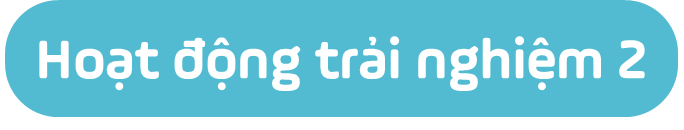 Hoạt động trải nghiệm 2